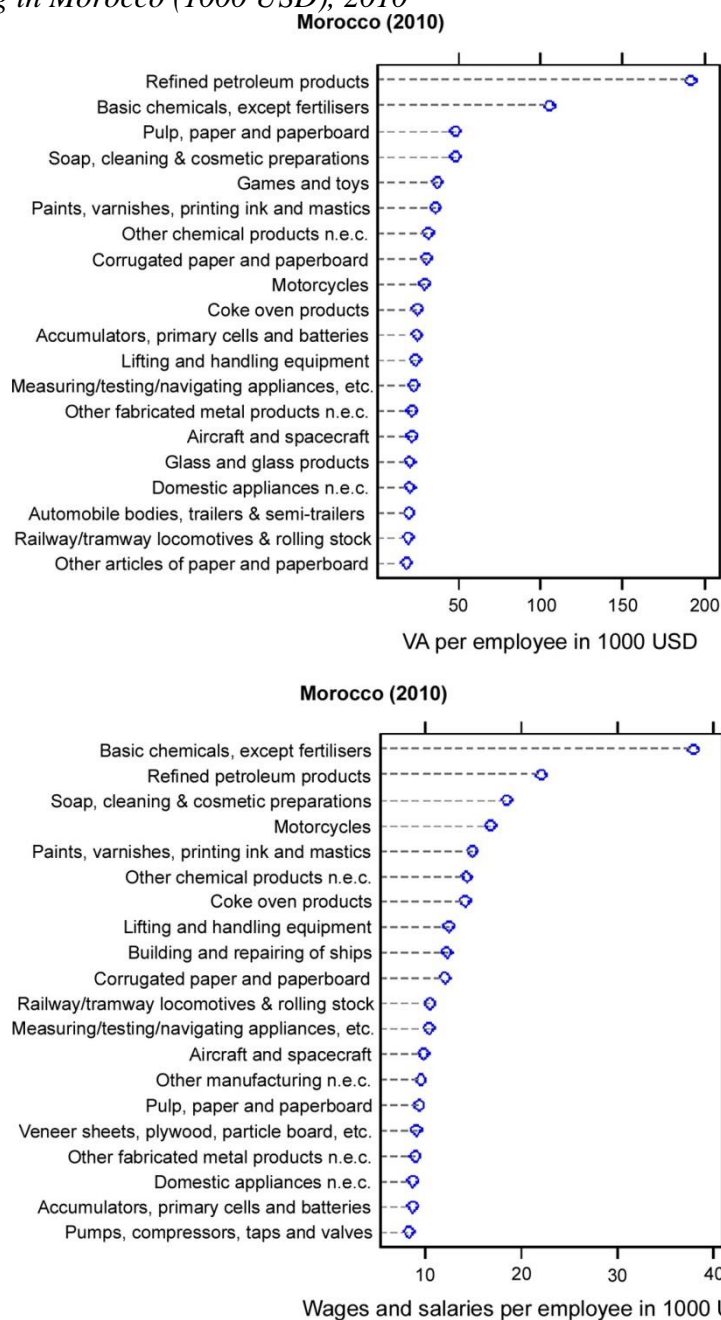 in Morocco (1000 USD), 2010
Morocco (2010)
Refined petroleum products
Basic chemicals, except fertilisers
Pulp, paper and paperboard
Soap, cleaning & cosmetic preparations
Games and toys
Paints, varnishes, printing ink and mastics
Other chemical products n.e.c.
Corrugated paper and paperboard
Motorcycles
Coke oven products
Accumulators, primary cells and batteries
Lifting and handling equipment
Measuring/testing/navigating appliances, etc.
Other fabricated metal products n.e.c.
Aircraft and spacecraft
Glass and glass products
Domestic appliances n.e.c.
Automobile bodies, trailers & semi-trailers
Railway/tramway locomotives & rolling stock
Other articles of paper and paperboard
50 100 150 200
VA per employee in 1000 USD
Morocco (2010)
Basic chemicals, except fertilisers
Refined petroleum products
Soap, cleaning & cosmetic preparations
Motorcycles
Paints, varnishes, printing ink and mastics
Other chemical products n.e.c.
Coke oven products
Lifting and handling equipment
Building and repairing of ships
Corrugated paper and paperboard
Railway/tramway locomotives & rolling stock
Measuring/testing/navigating appliances, etc.
Aircraft and spacecraft
Other manufacturing n.e.c.
Pulp, paper and paperboard
Veneer sheets, plywood, particle board, etc.
Other fabricated metal products n.e.c.
Domestic appliances n.e.c.
Accumulators, primary cells and batteries
Pumps, compressors, taps and valves
10 20 30 40
Wages and salaries per employee in 1000